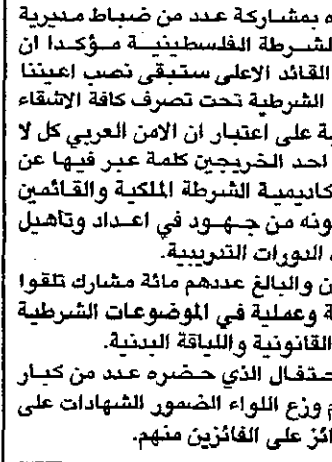 ه بمشاركة عدد من ضباط مديرية
لشرطة الفلسطينية مؤكدا ان
القائد الاعلى ستبقى نصب اعيننا
الشرطية تحت تصرف كافة الاشقاء
ية على اعتبار ان الامن العربي كل لا
احد الخريجين كلمة عبر فيها عن
كاديمية الشرطة الملكية والقائمين
ونه من جهود في اعداد وتاهيل
الدورات التدريبية.
ن والبالغ عددهم مائة مشارك تلقوا
ة وعملية في الموضوعات الشرطية
القانونية واللياقة البدنية.
حتفال الذي حضره عدد من كبار
م وزع اللواء الضمور الشهادات على
ائز على الفائزين منهم.